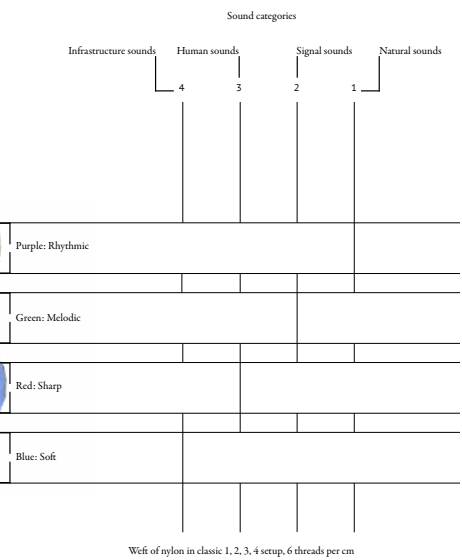 Sound categories
Infrastructure sounds Human sounds Signal sounds Natural sounds
4 3 2 1
Purple: Rhythmic
Green: Melodic
Red: Sharp
Blue: Soft
Weft of nylon in classic 1, 2, 3, 4 setup, 6 threads per cm